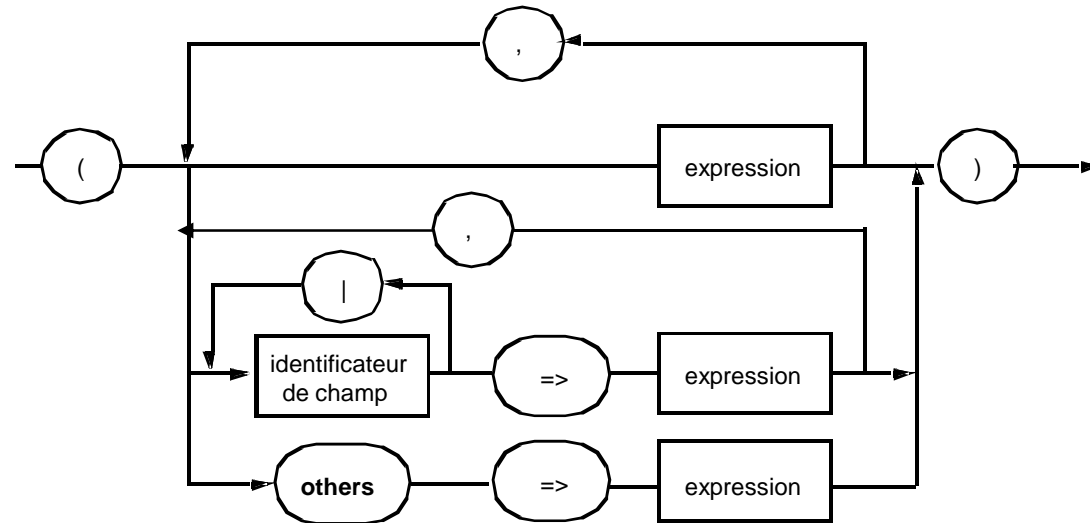 ,
( expression )
,
|
identificateur
de champ
=> expression
others => expression